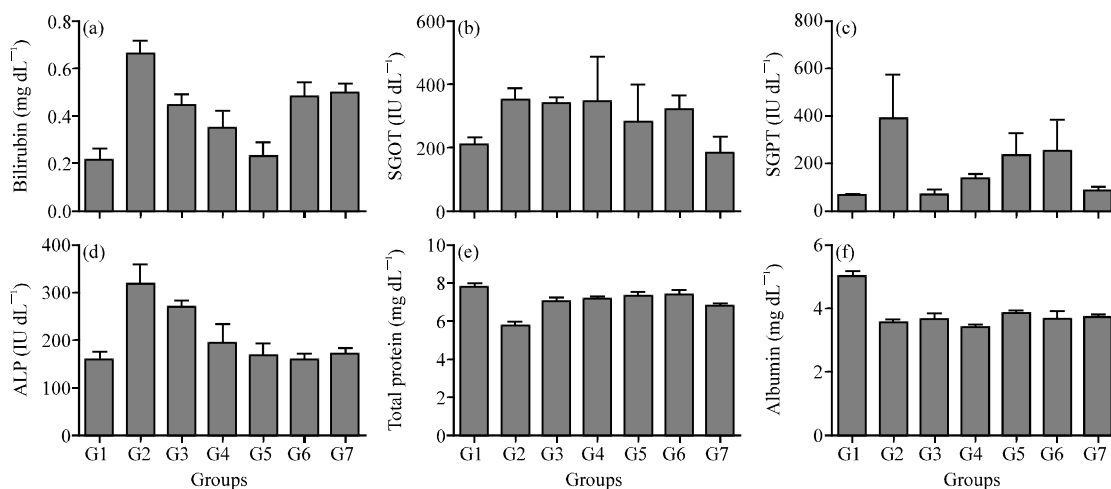 (a)
Bilirubin (mg dL⁻¹)
0.8
0.6
0.4
0.2
0.0
(b)
SGOT (IU dL⁻¹)
600
400
200
0
(c)
SGPT (IU dL⁻¹)
800
600
400
200
0
(d)
ALP (IU dL⁻¹)
400
300
200
100
0
G1 G2 G3 G4 G5 G6 G7
Groups
(e)
Total protein (mg dL⁻¹)
10
8
6
4
2
0
G1 G2 G3 G4 G5 G6 G7
Groups
(f)
Albumin (mg dL⁻¹)
6
4
2
0
G1 G2 G3 G4 G5 G6 G7
Groups